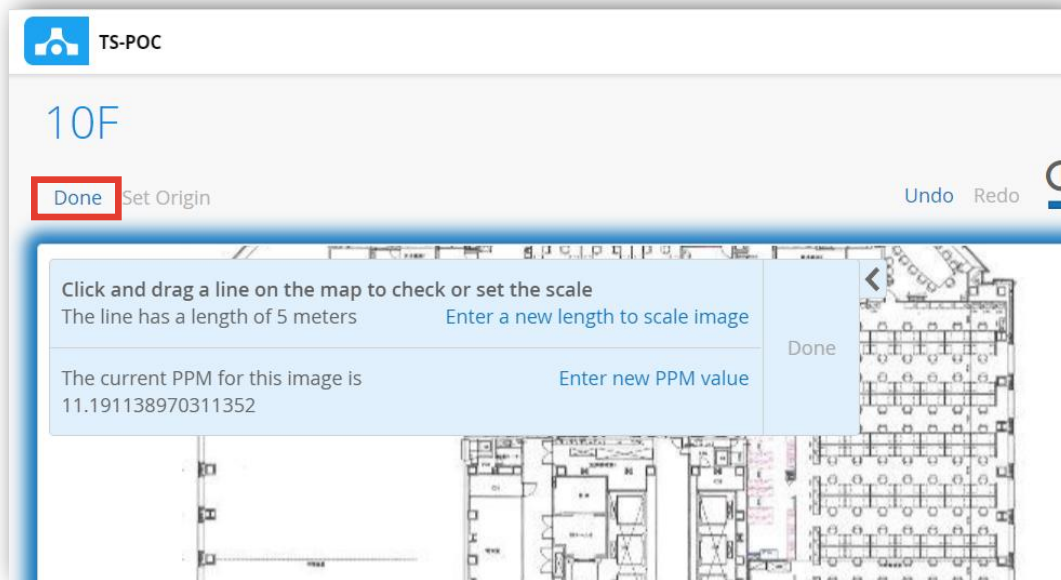 TS-POC
10F
Done Set Origin Undo Redo
Click and drag a line on the map to check or set the scale
The line has a length of 5 meters Enter a new length to scale image
Done
The current PPM for this image is Enter new PPM value
11.191138970311352